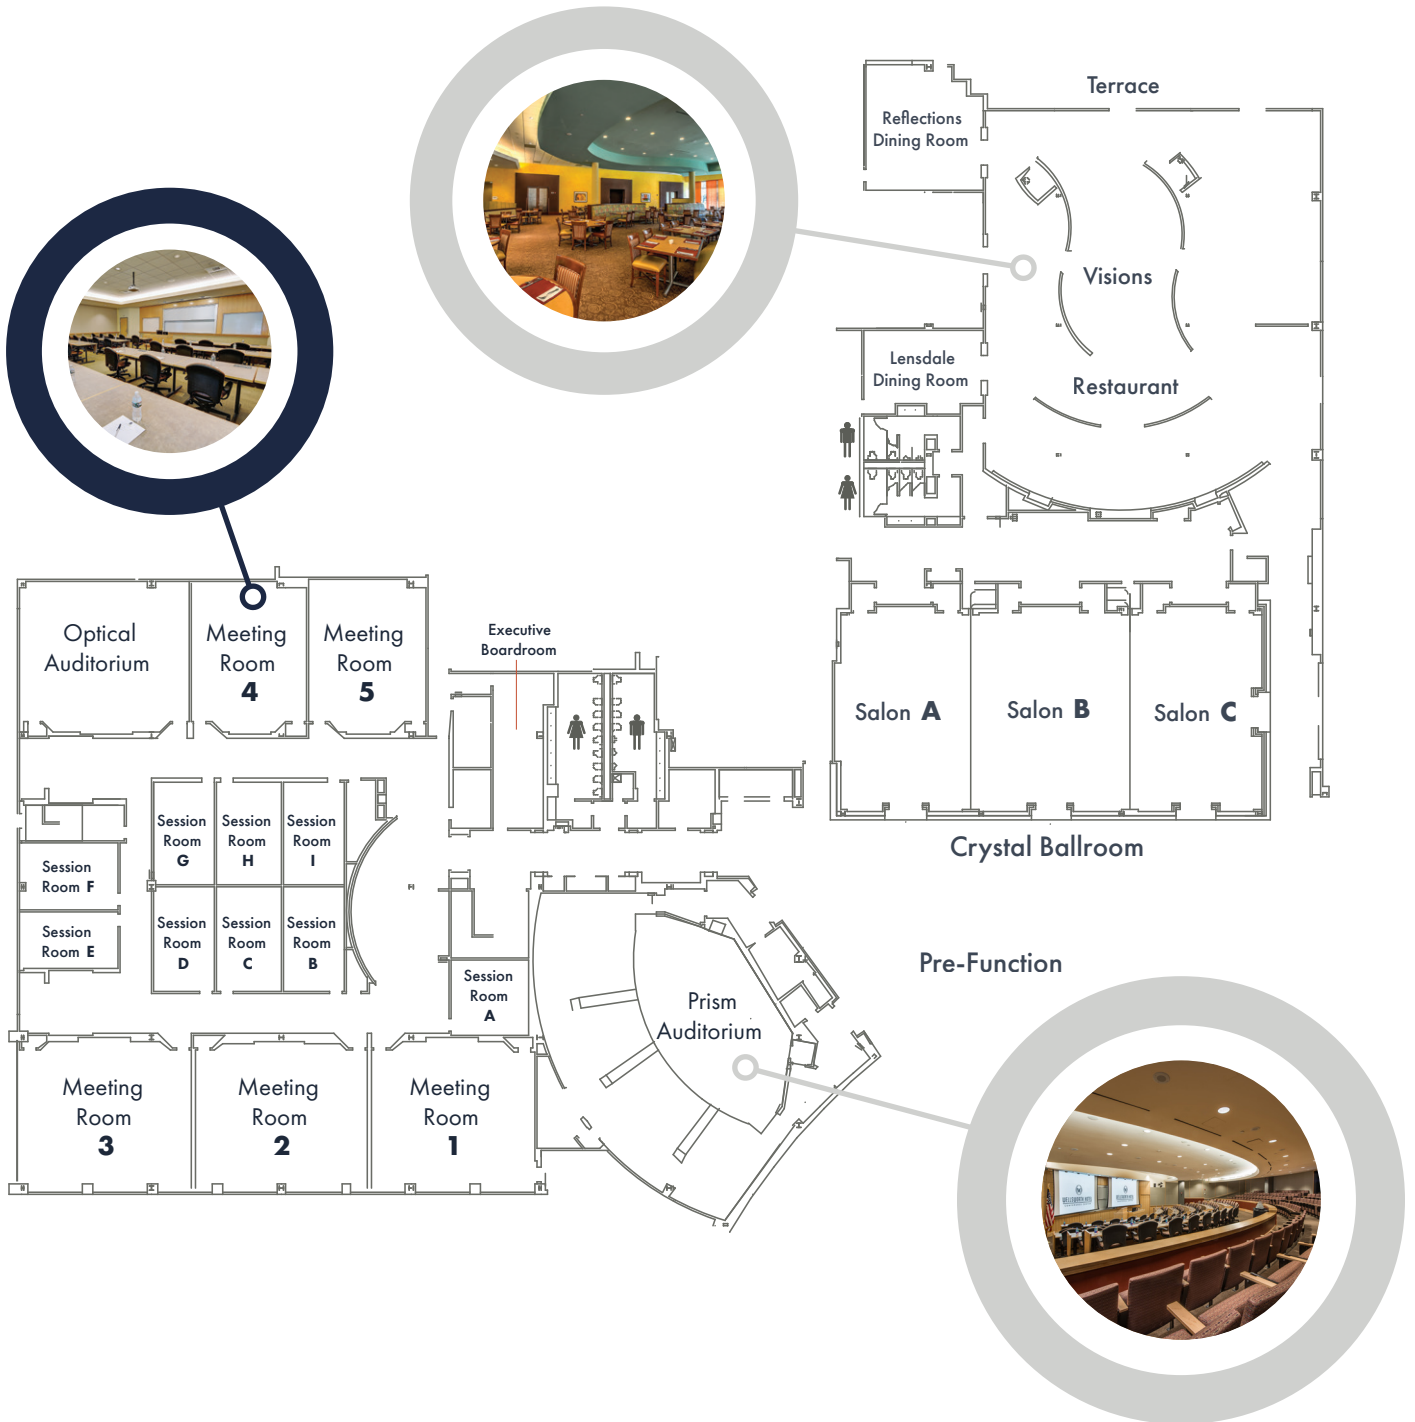 Terrace
Reflections
Dining Room
Visions
Lensdale
Dining Room
Restaurant
Optical
Auditorium
Meeting
Room
4
Meeting
Room
5
Executive
Boardroom
Salon A
Salon B
Salon C
Crystal Ballroom
Session
Room
G
Session
Room
H
Session
Room
I
Session
Room F
Session
Room E
Session
Room
D
Session
Room
C
Session
Room
B
Session
Room
A
Prism
Auditorium
Pre-Function
Meeting
Room
3
Meeting
Room
2
Meeting
Room
1